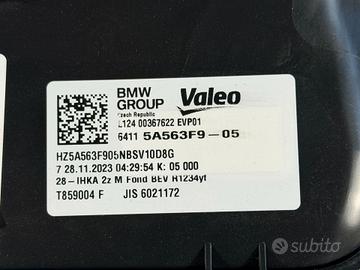 BMW
GROUP
Valeo
Czech Republic
L124 00367622 EVP01
6411 5A563F9-05
HZ5A563F905NBSV10D8G
7 28.11.2023 04:29:54 K: 05 000
28-IHKA 2z M Fond BEV R1234yf
T859004 F JIS 6021172
subito